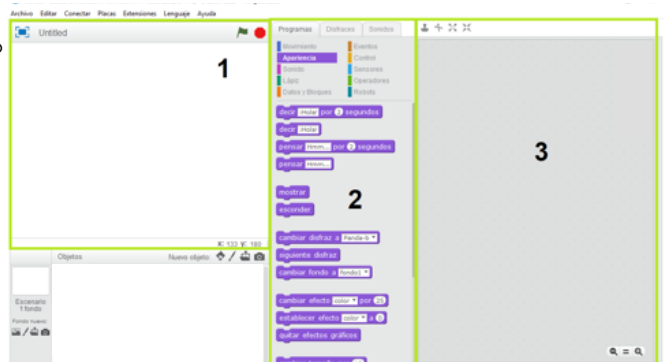 Archivo Editar Conectar Placas Extensiones Lenguaje Ayuda
Untitled
1
X: 133 Y: 180
Objetos
Nuevo objeto
Escenario
1 fondo
Fondo nuevo
Programas Disfraces Sonidos
Movimiento Eventos
Apariencia Control
Sonido Sensores
Lápiz Operadores
Datos y Bloques Robots
decir ¡Hola! por 2 segundos
decir ¡Hola!
pensar Hmm... por 2 segundos
pensar Hmm...
mostrar
esconder
2
cambiar disfraz a Panda-b
siguiente disfraz
cambiar fondo a fondo1
cambiar efecto color por 25
establecer efecto color a 0
quitar efectos gráficos
3